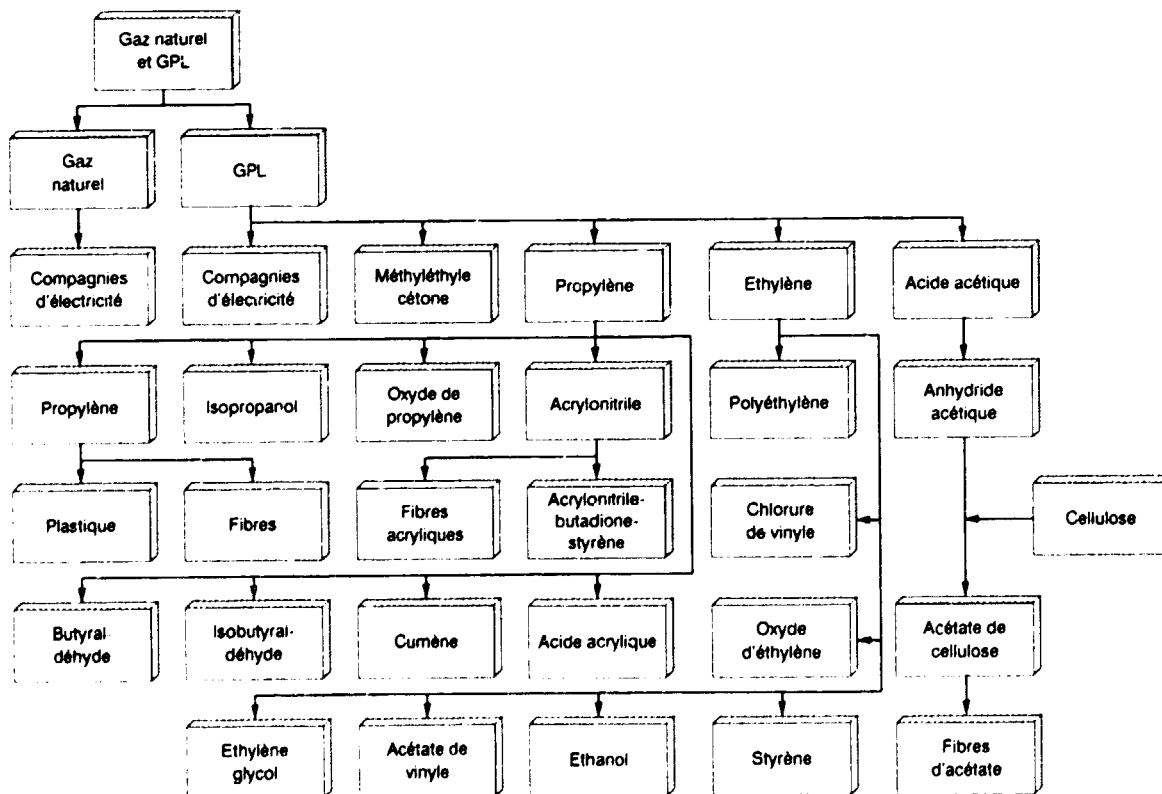 Gaz naturel
et GPL
Gaz
naturel
GPL
Compagnies
d'électricité
Compagnies
d'électricité
Méthyléthyle
cétone
Propylène
Ethylène
Acide acétique
Propylène
Isopropanol
Oxyde de
propylène
Acrylonitrile
Polyéthylène
Anhydride
acétique
Plastique
Fibres
Fibres
acryliques
Acrylonitrile-
butadione-
styrène
Chlorure
de vinyle
Cellulose
Butyral
déhyde
Isobutyral-
déhyde
Cumène
Acide acrylique
Oxyde
d'éthylène
Acétate de
cellulose
Ethylène
glycol
Acétate de
vinyle
Ethanol
Styrène
Fibres
d'acétate